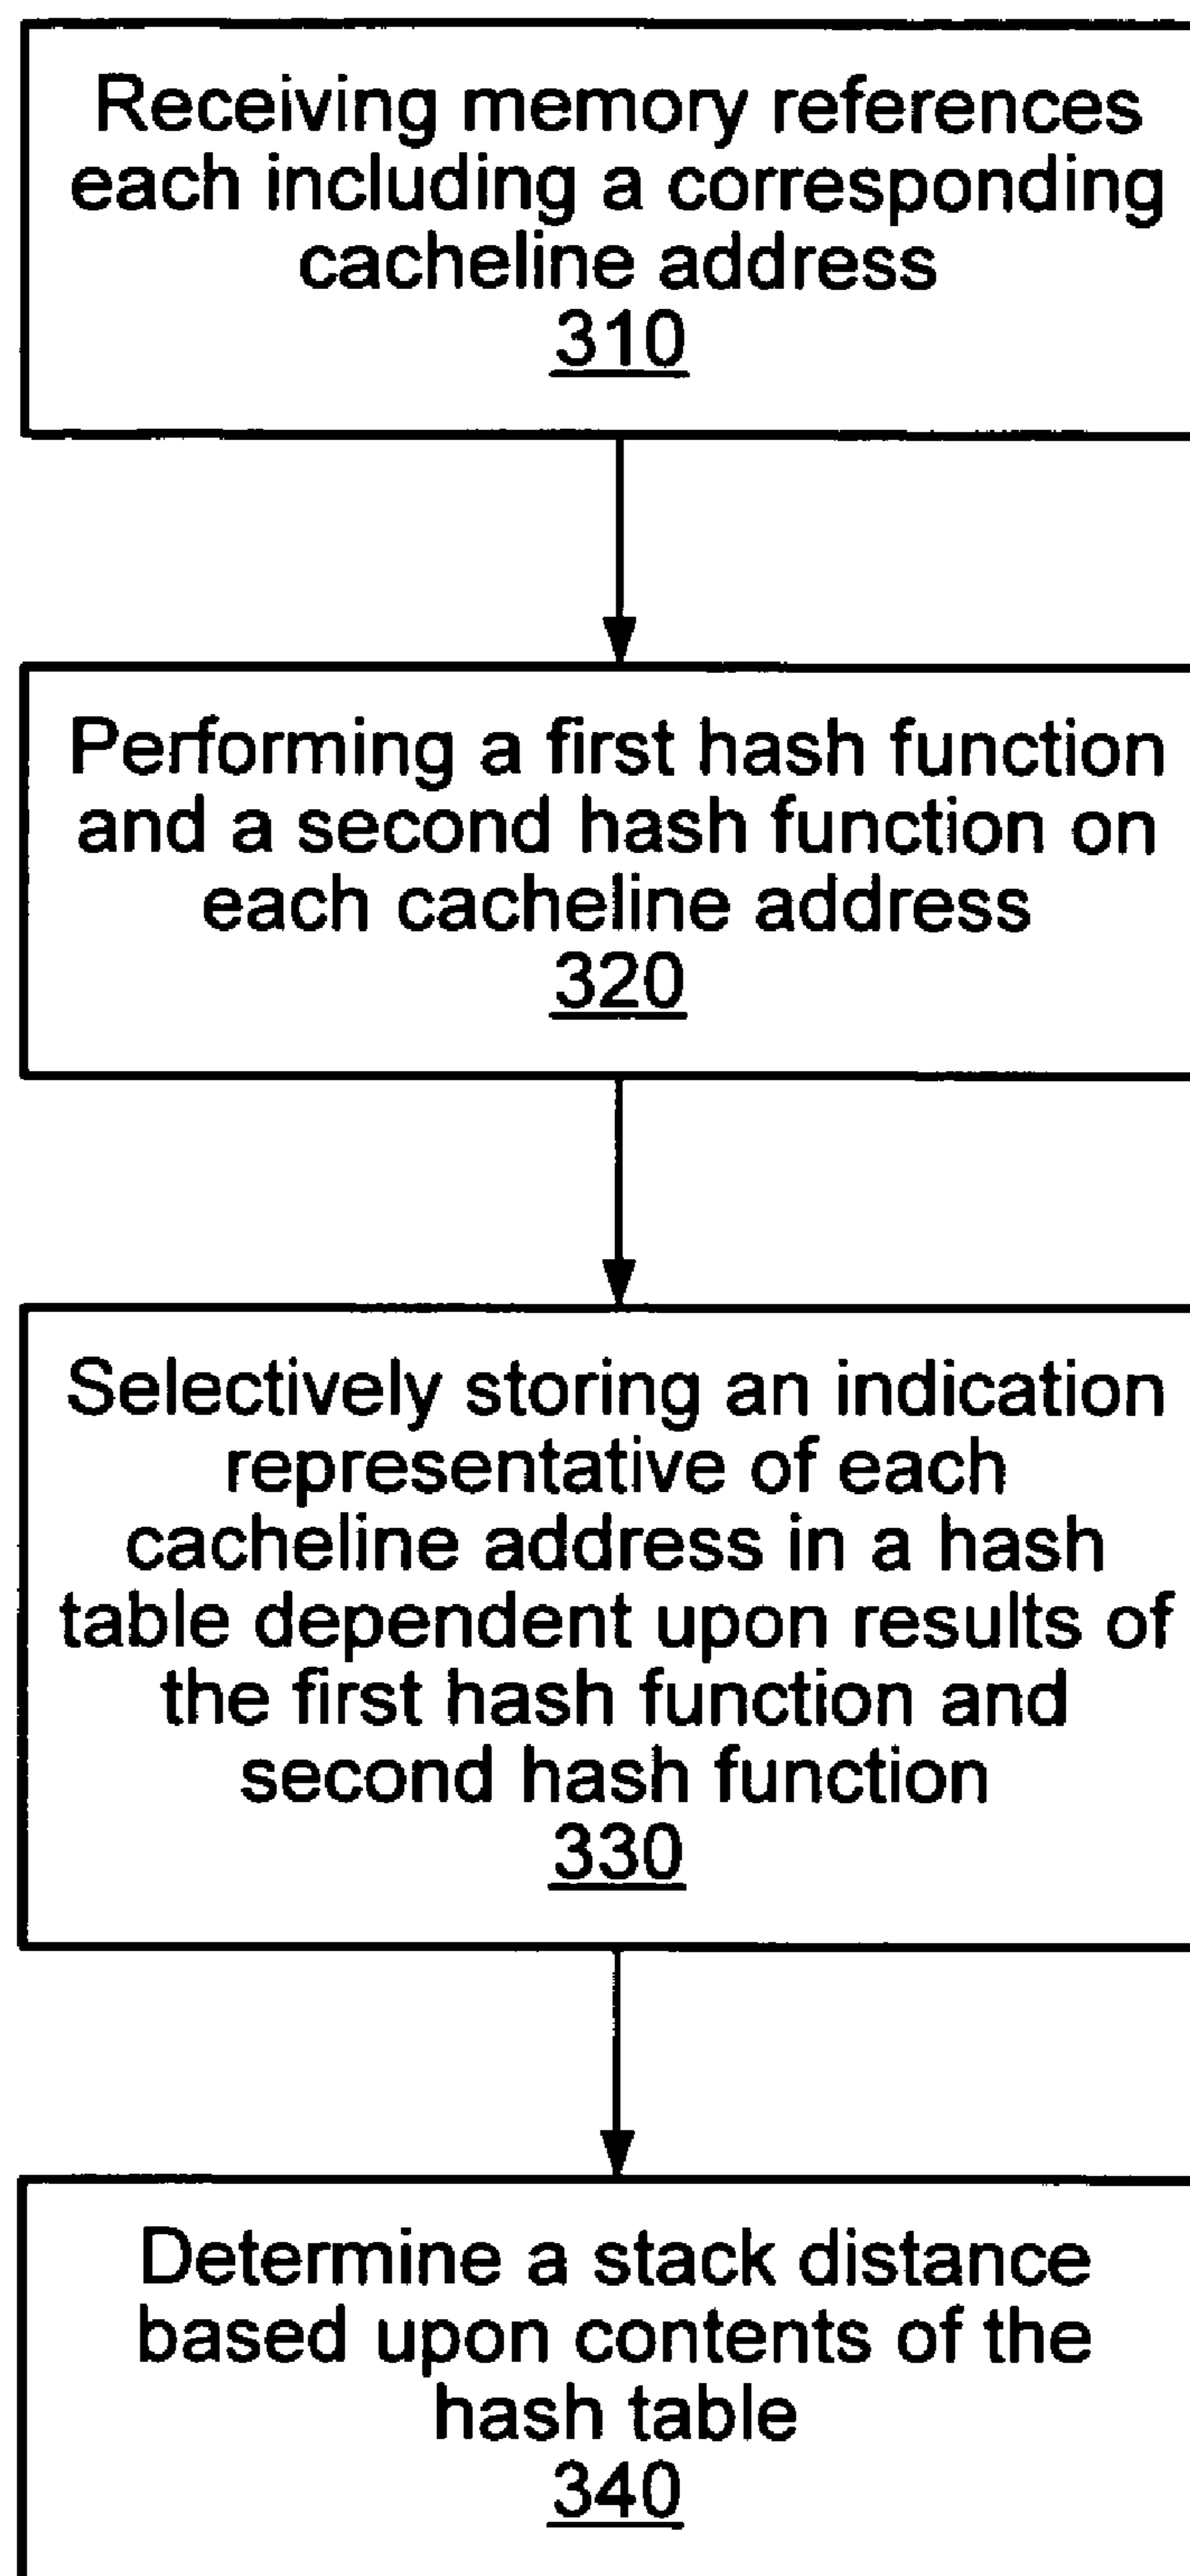 Receiving memory references
each including a corresponding
cacheline address
310
Performing a first hash function
and a second hash function on
each cacheline address
320
Selectively storing an indication
representative of each
cacheline address in a hash
table dependent upon results of
the first hash function and
second hash function
330
Determine a stack distance
based upon contents of the
hash table
340